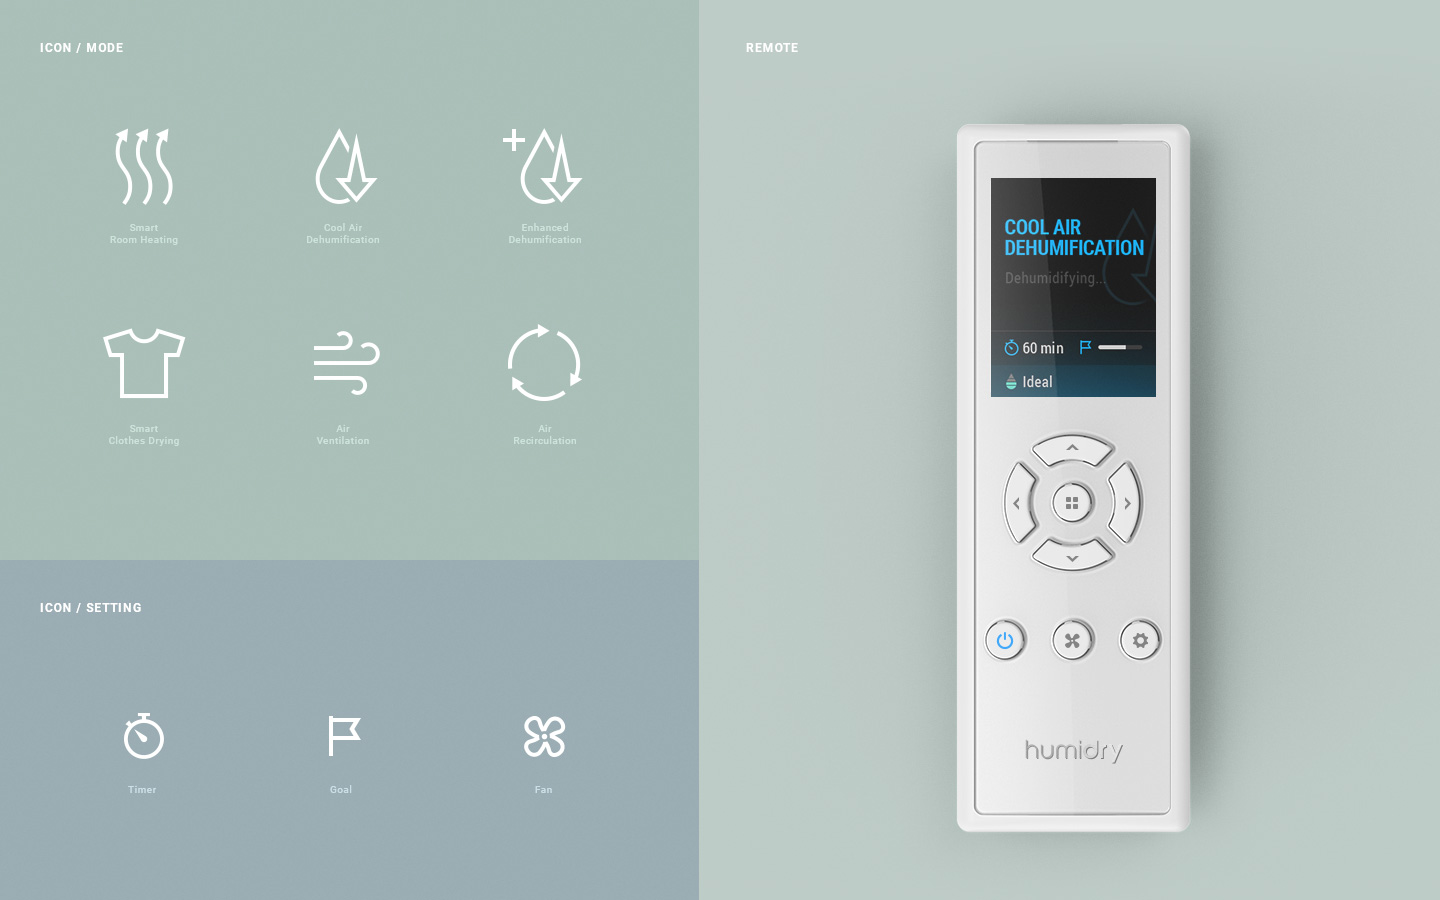 ICON / MODE
Smart
Room Heating
Cool Air
Dehumification
Enhanced
Dehumification
Smart
Clothes Drying
Air
Ventilation
Air
Recirculation
ICON / SETTING
Timer
Goal
Fan
REMOTE
COOL AIR
DEHUMIFICATION
Dehumidifying...
60 min
Ideal
humidry